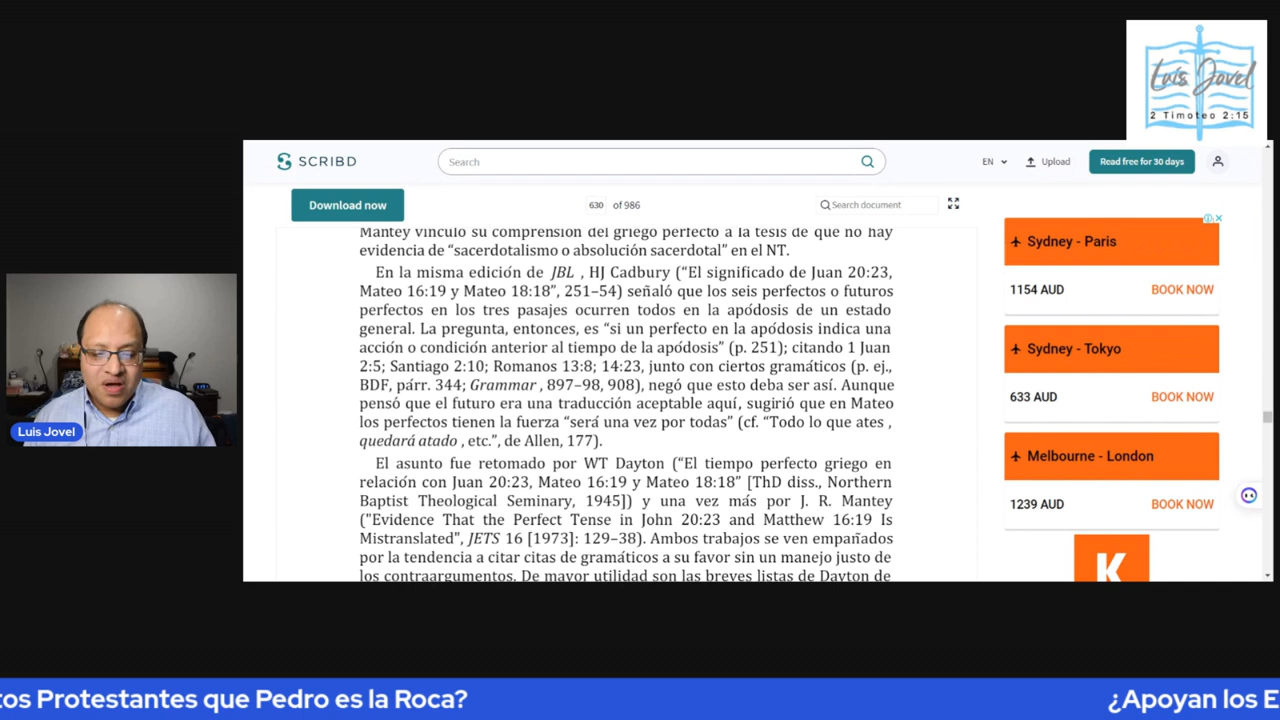 Luis Jovel
2 Timoteo 2:15
SCRIBD
Search
EN
Upload
Read free for 30 days
Download now
630 of 986
Search document
Mantey vinculó su comprensión del griego perfecto a la tesis de que no hay
evidencia de “sacerdotalismo o absolución sacerdotal” en el NT.
En la misma edición de JBL , HJ Cadbury (“El significado de Juan 20:23,
Mateo 16:19 y Mateo 18:18”, 251–54) señaló que los seis perfectos o futuros
perfectos en los tres pasajes ocurren todos en la apódosis de un estado
general. La pregunta, entonces, es “si un perfecto en la apódosis indica una
acción o condición anterior al tiempo de la apódosis” (p. 251); citando 1 Juan
2:5; Santiago 2:10; Romanos 13:8; 14:23, junto con ciertos gramáticos (p. ej.,
BDF, párr. 344; Grammar , 897–98, 908), negó que esto deba ser así. Aunque
pensó que el futuro era una traducción aceptable aquí, sugirió que en Mateo
los perfectos tienen la fuerza “será una vez por todas” (cf. “Todo lo que ates ,
quedará atado , etc.”, de Allen, 177).
El asunto fue retomado por WT Dayton (“El tiempo perfecto griego en
relación con Juan 20:23, Mateo 16:19 y Mateo 18:18” [ThD diss., Northern
Baptist Theological Seminary, 1945]) y una vez más por J. R. Mantey
("Evidence That the Perfect Tense in John 20:23 and Matthew 16:19 Is
Mistranslated", JETS 16 [1973]: 129–38). Ambos trabajos se ven empañados
por la tendencia a citar citas de gramáticos a su favor sin un manejo justo de
los contraargumentos. De mayor utilidad son las breves listas de Dayton de
Sydney - Paris
1154 AUD BOOK NOW
Sydney - Tokyo
633 AUD BOOK NOW
Melbourne - London
1239 AUD BOOK NOW
K
Luis Jovel
tos Protestantes que Pedro es la Roca? ¿Apoyan los E